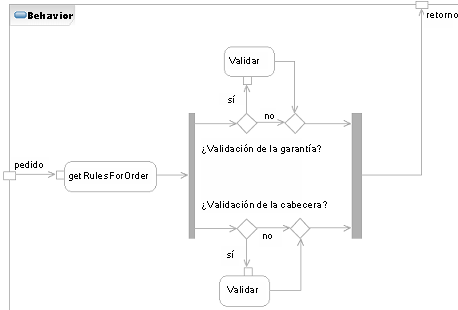 Behavior
retorno
Validar
sí
no
¿Validación de la garantía?
pedido
getRulesForOrder
¿Validación de la cabecera?
no
sí
Validar